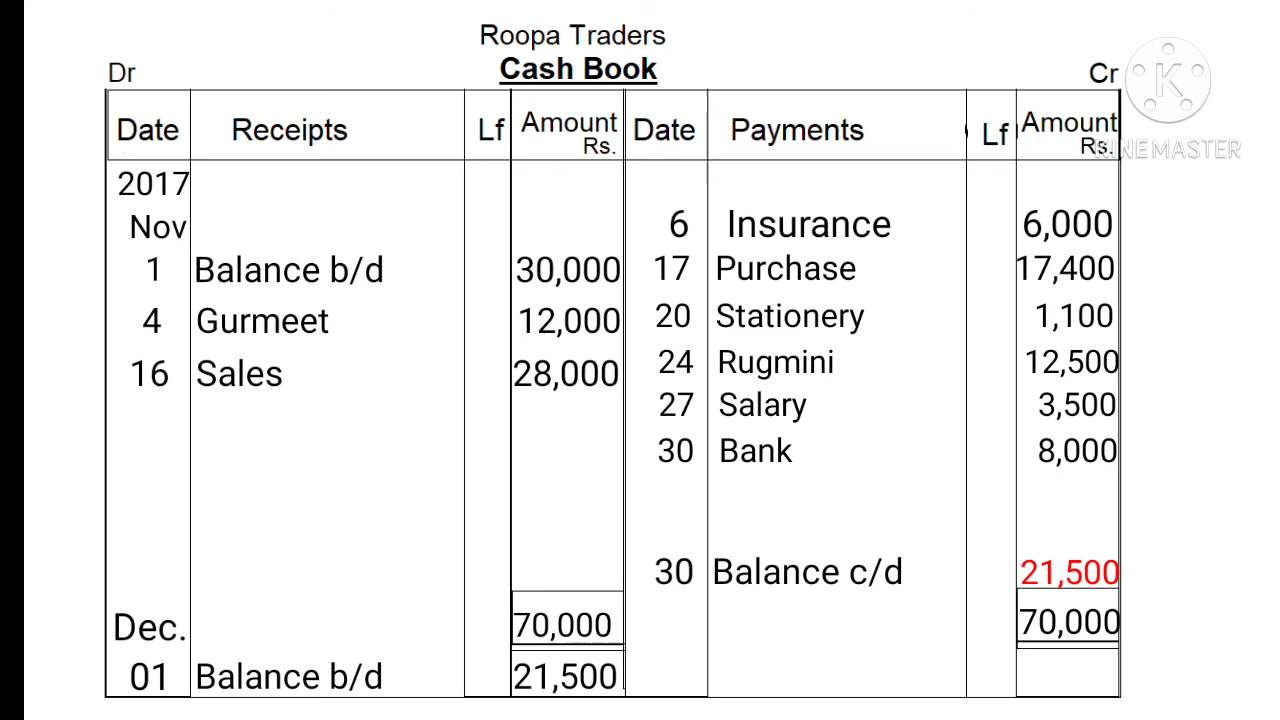 Roopa Traders
Dr Cash Book Cr
K
KINEMASTER
Date Receipts Lf Amount Rs. Date Payments Lf Amount Rs.
2017
Nov 6 Insurance 6,000
1 Balance b/d 30,000 17 Purchase 17,400
4 Gurmeet 12,000 20 Stationery 1,100
16 Sales 28,000 24 Rugmini 12,500
27 Salary 3,500
30 Bank 8,000
30 Balance c/d 21,500
Dec. 70,000 70,000
01 Balance b/d 21,500